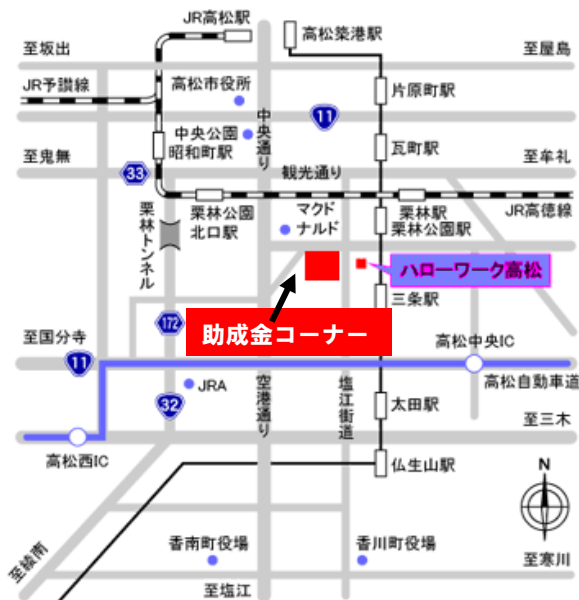 JR高松駅
高松築港駅
至坂出
至屋島
JR予讃線
高松市役所
片原町駅
中央通り
11
中央公園
昭和町駅
瓦町駅
至鬼無
至牟礼
33
観光通り
栗林トンネル
栗林公園
北口駅
マクド
ナルド
栗林駅
栗林公園駅
JR高徳線
ハローワーク高松
三条駅
172
助成金コーナー
至国分寺
11
高松中央IC
高松自動車道
JRA
32
空港通り
塩江街道
太田駅
至三木
高松西IC
仏生山駅
N
至綾南
香南町役場
香川町役場
至寒川
至塩江